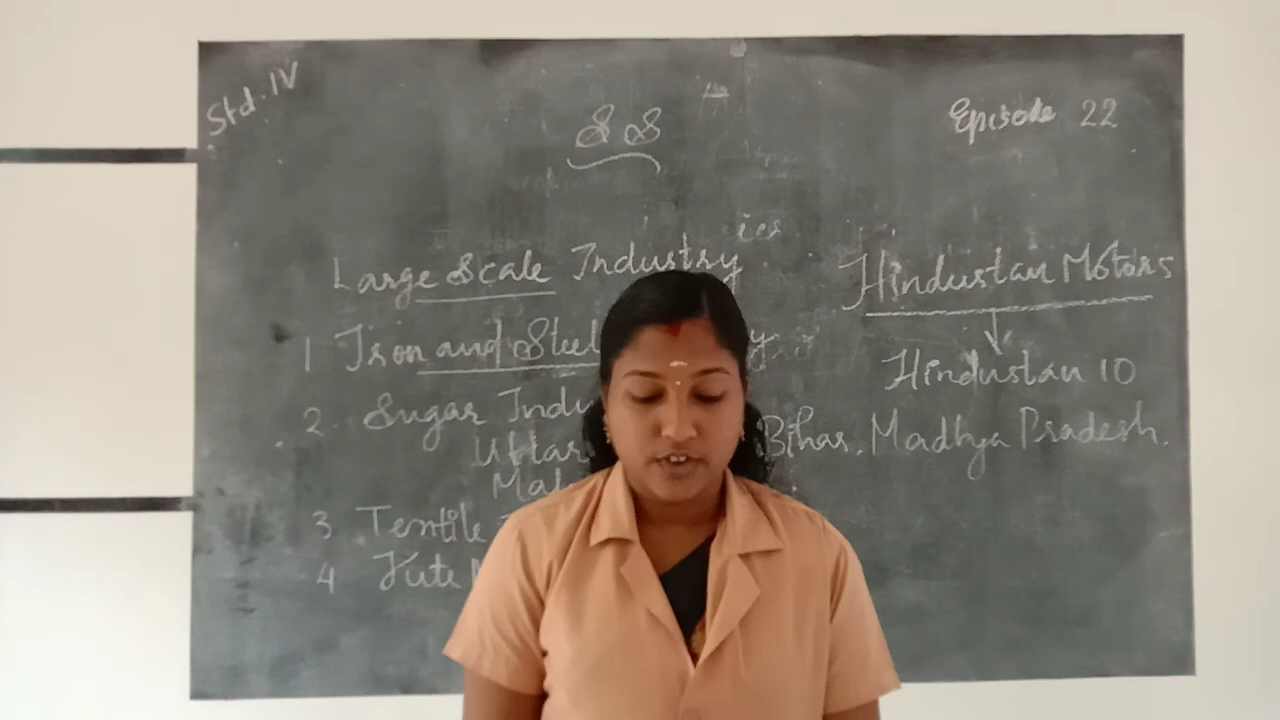 Std. IV
SS
Episode 22
ies
Large Scale Industry
Hindustan Motors
1 Iron and Steel
Hindustan 10
2. Sugar Indu
Uttar Bihar, Madhya Pradesh.
3 Textile
4 Jute